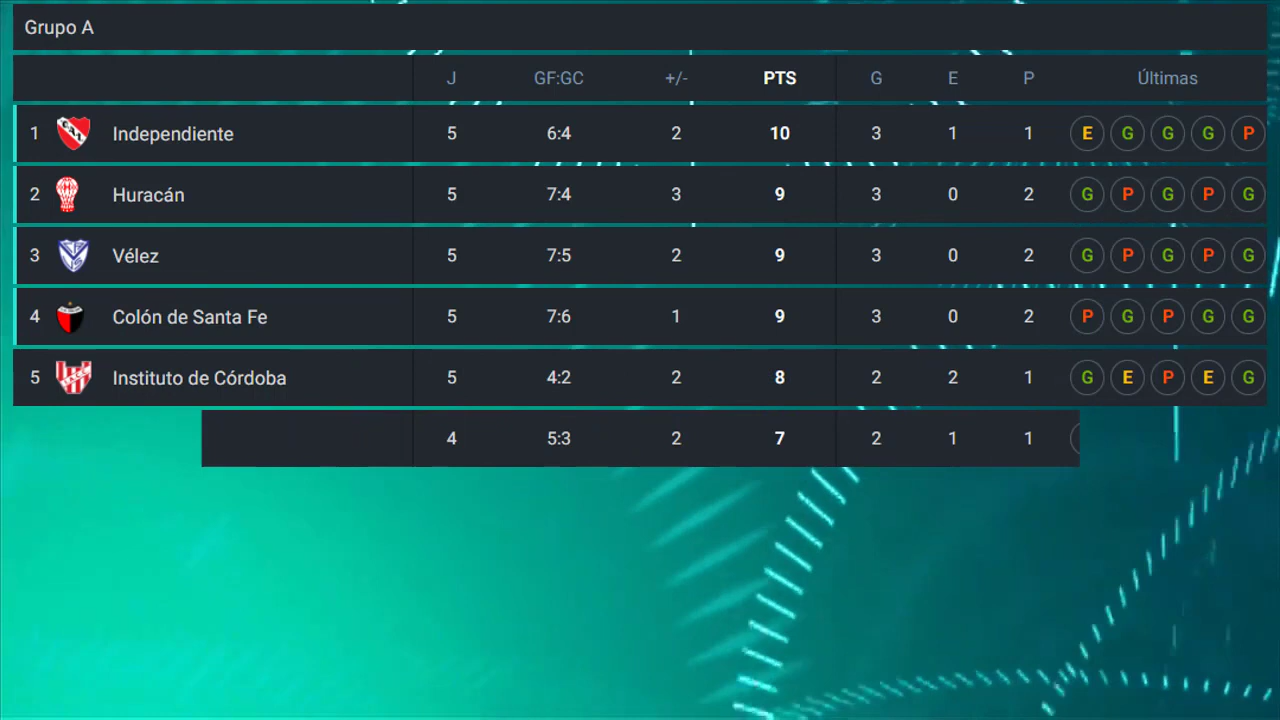 Grupo A
J GF:GC +/- PTS G E P Últimas
1 Independiente 5 6:4 2 10 3 1 1 E G G G P
2 Huracán 5 7:4 3 9 3 0 2 G P G P G
3 Vélez 5 7:5 2 9 3 0 2 G P G P G
4 Colón de Santa Fe 5 7:6 1 9 3 0 2 P G P G G
5 Instituto de Córdoba 5 4:2 2 8 2 2 1 G E P E G
4 5:3 2 7 2 1 1